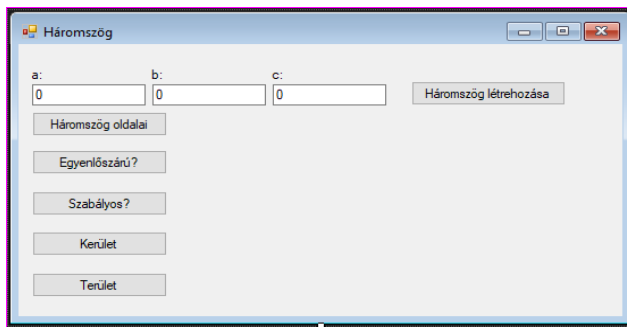 Háromszög
a: b: c:
0 0 0 Háromszög létrehozása
Háromszög oldalai
Egyenlőszárú?
Szabályos?
Kerület
Terület